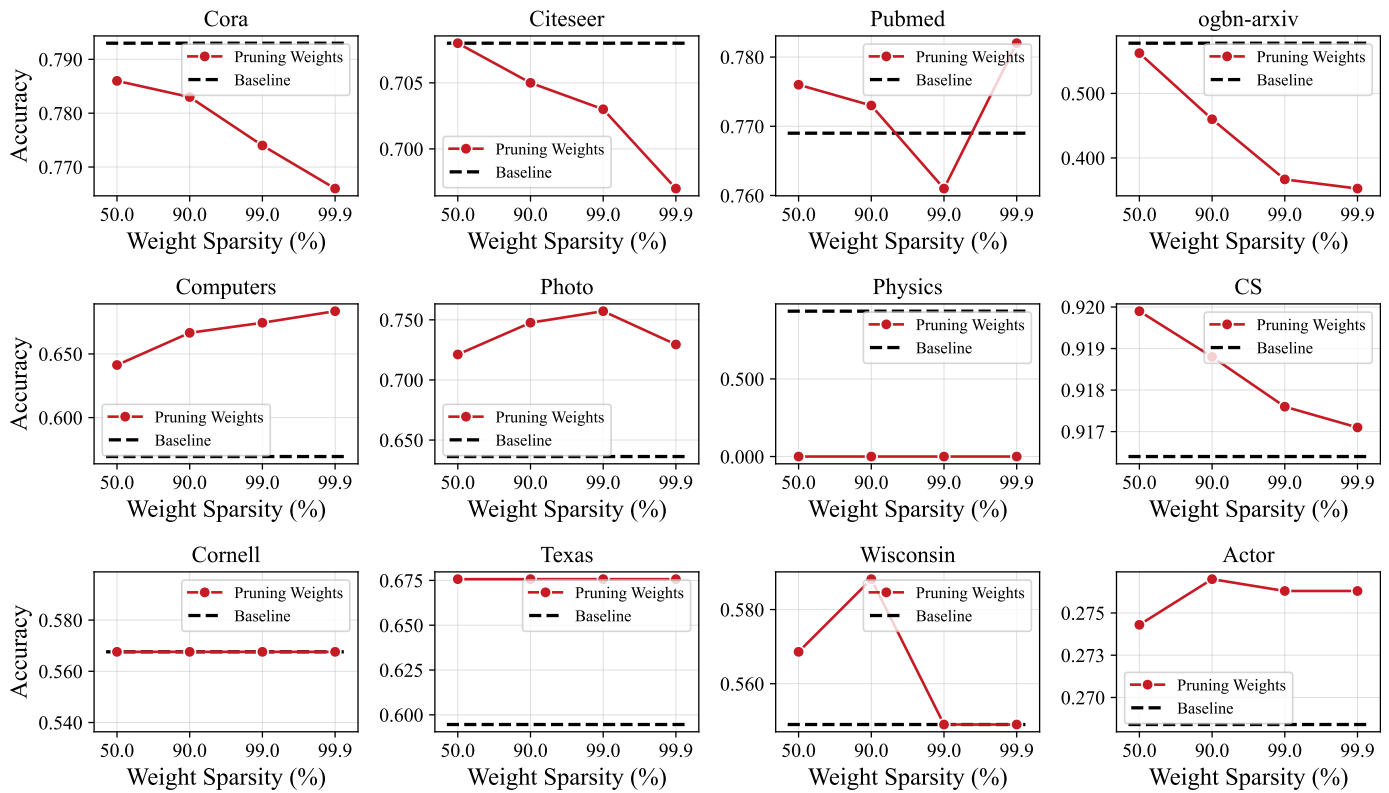 Cora
Accuracy
0.790
0.780
0.770
Pruning Weights
Baseline
50.0 90.0 99.0 99.9
Weight Sparsity (%)
Citeseer
0.705
0.700
Pruning Weights
Baseline
50.0 90.0 99.0 99.9
Weight Sparsity (%)
Pubmed
0.780
0.770
0.760
Pruning Weights
Baseline
50.0 90.0 99.0 99.9
Weight Sparsity (%)
ogbn-arxiv
0.500
0.400
Pruning Weights
Baseline
50.0 90.0 99.0 99.9
Weight Sparsity (%)
Computers
Accuracy
0.650
0.600
Pruning Weights
Baseline
50.0 90.0 99.0 99.9
Weight Sparsity (%)
Photo
0.750
0.700
0.650
Pruning Weights
Baseline
50.0 90.0 99.0 99.9
Weight Sparsity (%)
Physics
0.500
0.000
Pruning Weights
Baseline
50.0 90.0 99.0 99.9
Weight Sparsity (%)
CS
0.920
0.919
0.918
0.917
Pruning Weights
Baseline
50.0 90.0 99.0 99.9
Weight Sparsity (%)
Cornell
Accuracy
0.580
0.560
0.540
Pruning Weights
Baseline
50.0 90.0 99.0 99.9
Weight Sparsity (%)
Texas
0.675
0.650
0.625
0.600
Pruning Weights
Baseline
50.0 90.0 99.0 99.9
Weight Sparsity (%)
Wisconsin
0.580
0.560
Pruning Weights
Baseline
50.0 90.0 99.0 99.9
Weight Sparsity (%)
Actor
0.275
0.273
0.270
Pruning Weights
Baseline
50.0 90.0 99.0 99.9
Weight Sparsity (%)